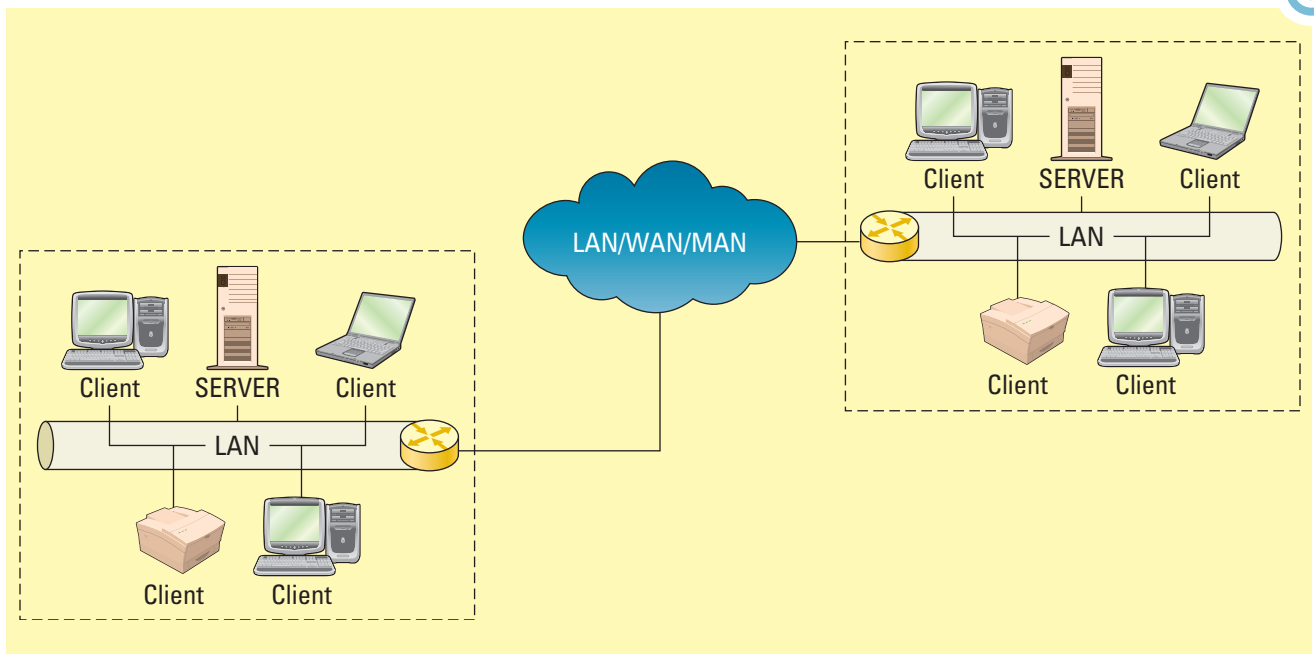 Client SERVER Client
LAN
Client Client
LAN/WAN/MAN
Client SERVER Client
LAN
Client Client